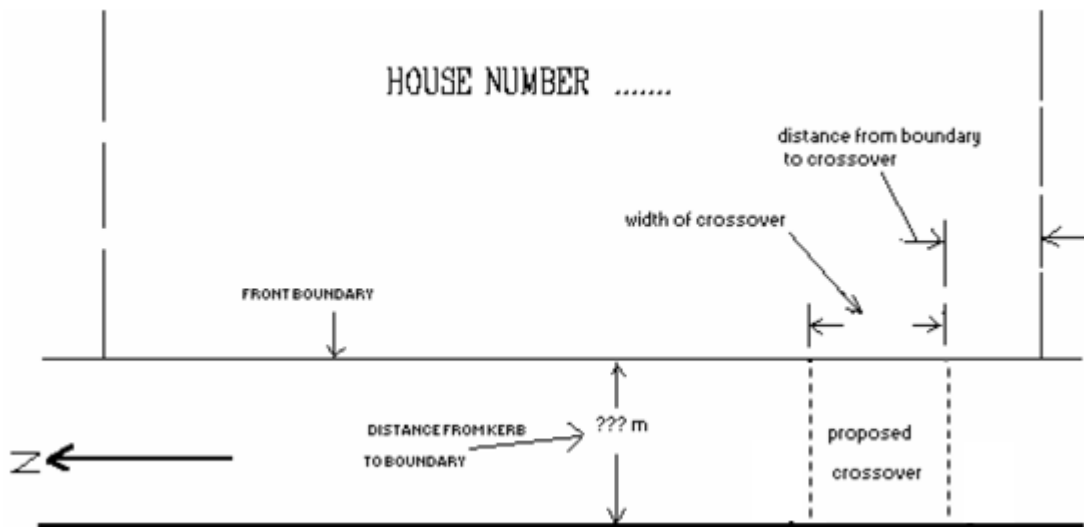 HOUSE NUMBER .......
distance from boundary
to crossover
width of crossover
FRONT BOUNDARY
DISTANCE FROM KERB
TO BOUNDARY
??? m
proposed
crossover
N